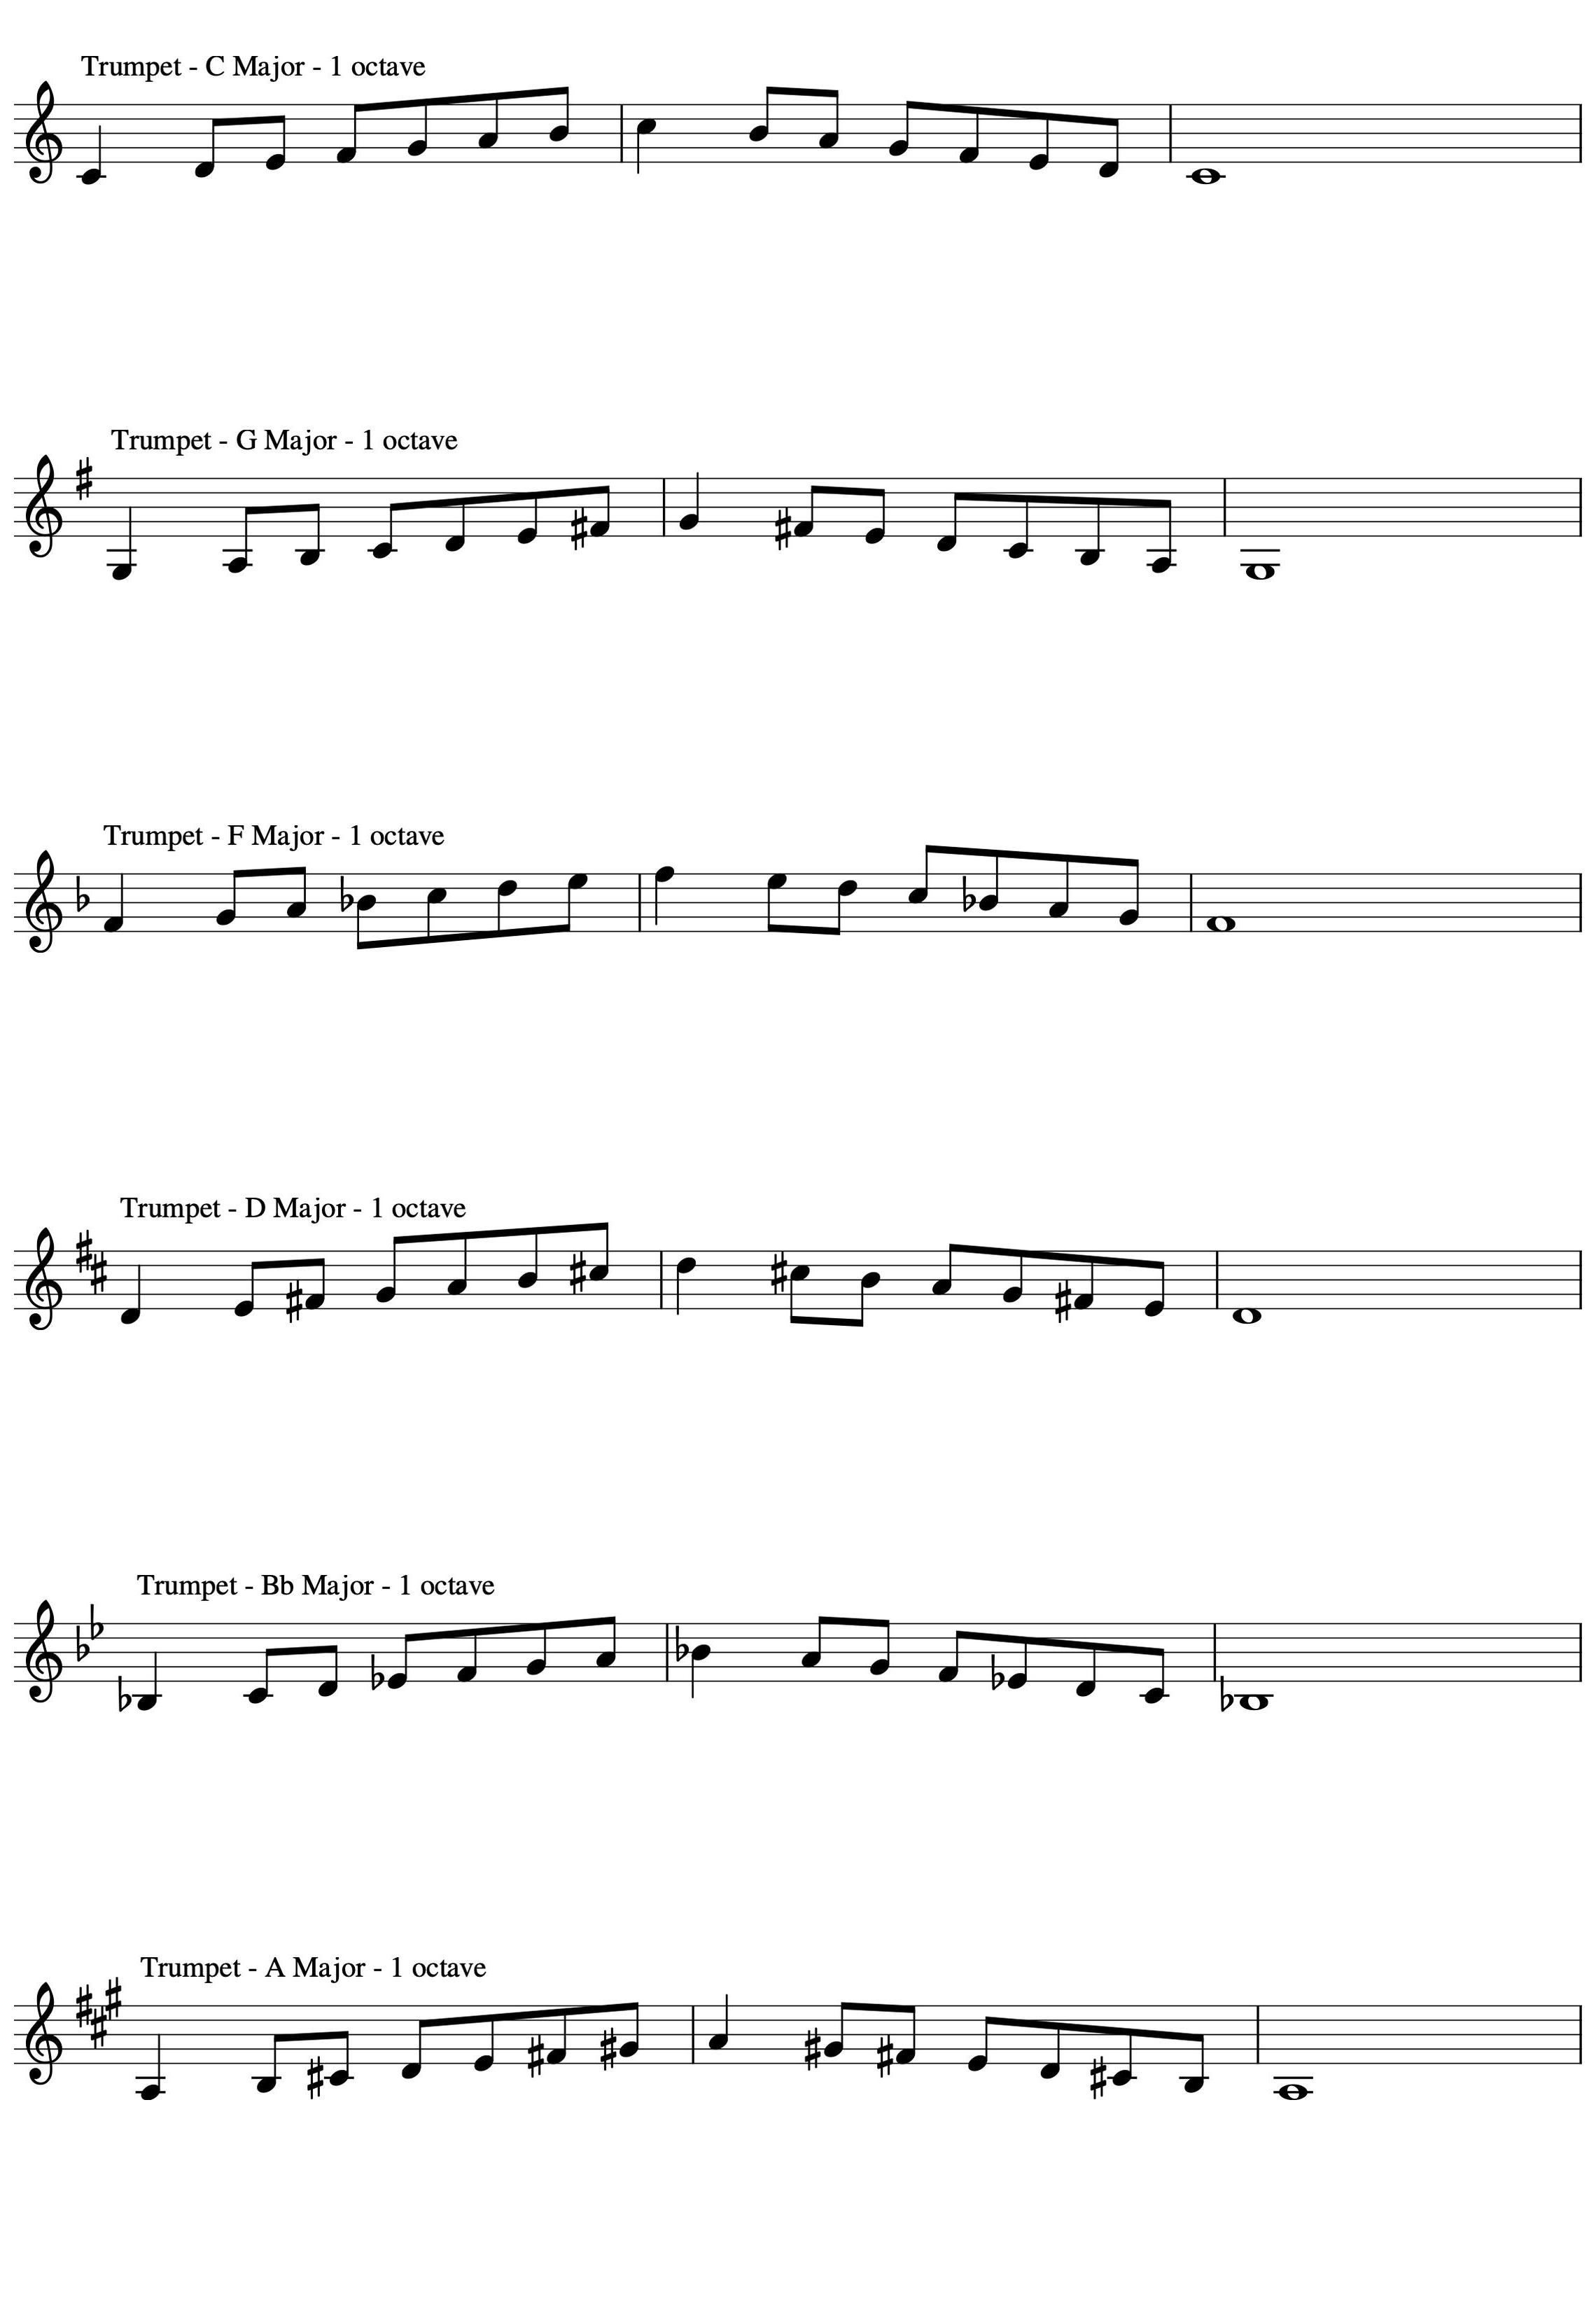 Trumpet - C Major - 1 octave
Trumpet - G Major - 1 octave
Trumpet - F Major - 1 octave
Trumpet - D Major - 1 octave
Trumpet - Bb Major - 1 octave
Trumpet - A Major - 1 octave